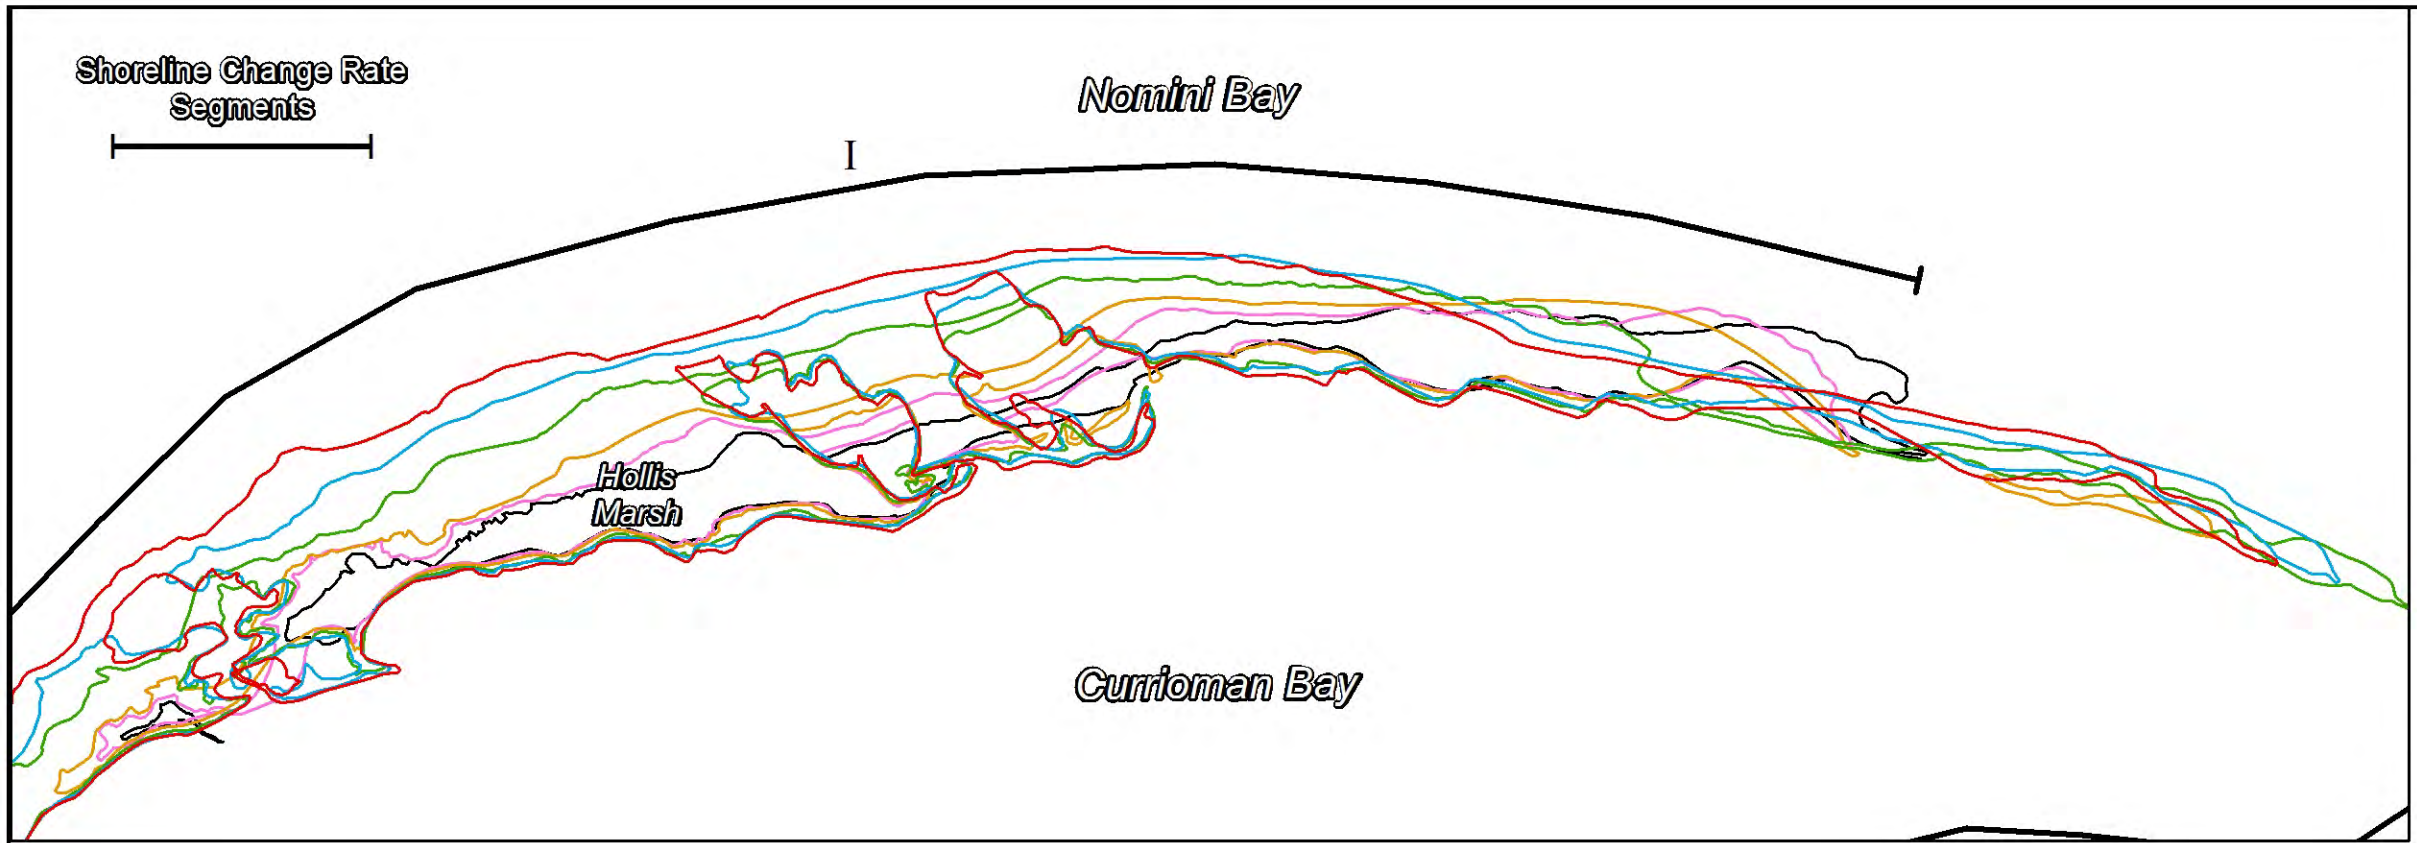 Shoreline Change Rate
Segments
Nomini Bay
I
Hollis
Marsh
Currioman Bay